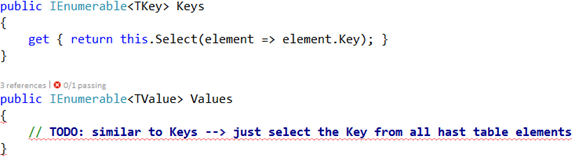 public IEnumerable<TKey> Keys
{
get { return this.Select(element => element.Key); }
}
3 references | 0/1 passing
public IEnumerable<TValue> Values
{
// TODO: similar to Keys --> just select the Key from all hast table elements
}